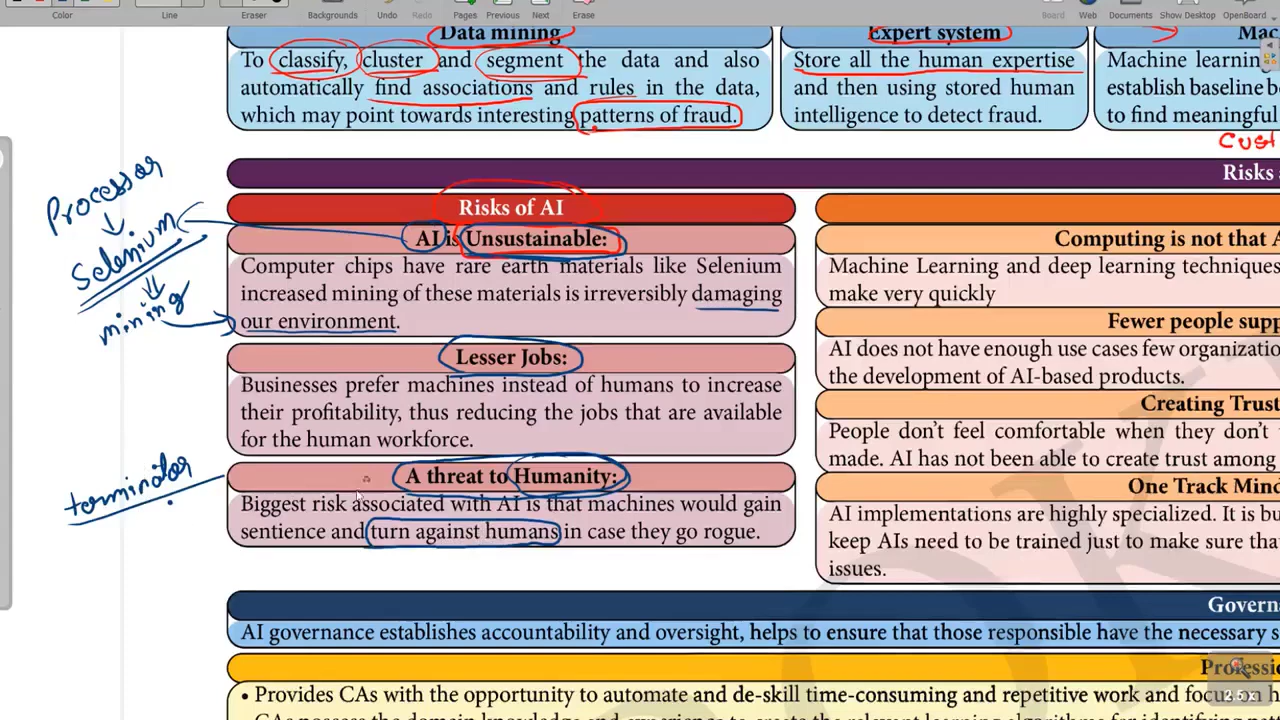 Color
Line
Eraser
Backgrounds
Undo
Redo
Pages
Previous
Next
Erase
Board
Web
Documents
Show Desktop
OpenBoard
Data mining
To classify, cluster and segment the data and also
automatically find associations and rules in the data,
which may point towards interesting patterns of fraud.
Expert system
Store all the human expertise
and then using stored human
intelligence to detect fraud.
Mac
Machine learning
establish baseline be
to find meaningful
Cust
Risks
Processor
Selenium
mining
terminator
Risks of AI
AI is Unsustainable:
Computer chips have rare earth materials like Selenium
increased mining of these materials is irreversibly damaging
our environment.
Lesser Jobs:
Businesses prefer machines instead of humans to increase
their profitability, thus reducing the jobs that are available
for the human workforce.
A threat to Humanity:
Biggest risk associated with AI is that machines would gain
sentience and turn against humans in case they go rogue.
Computing is not that A
Machine Learning and deep learning techniques
make very quickly
Fewer people supp
AI does not have enough use cases few organizatio
the development of AI-based products.
Creating Trust
People don't feel comfortable when they don't
made. AI has not been able to create trust among
One Track Mind
AI implementations are highly specialized. It is bu
keep AIs need to be trained just to make sure tha
issues.
Govern
AI governance establishes accountability and oversight, helps to ensure that those responsible have the necessary s
Profession
• Provides CAs with the opportunity to automate and de-skill time-consuming and repetitive work and focus on h